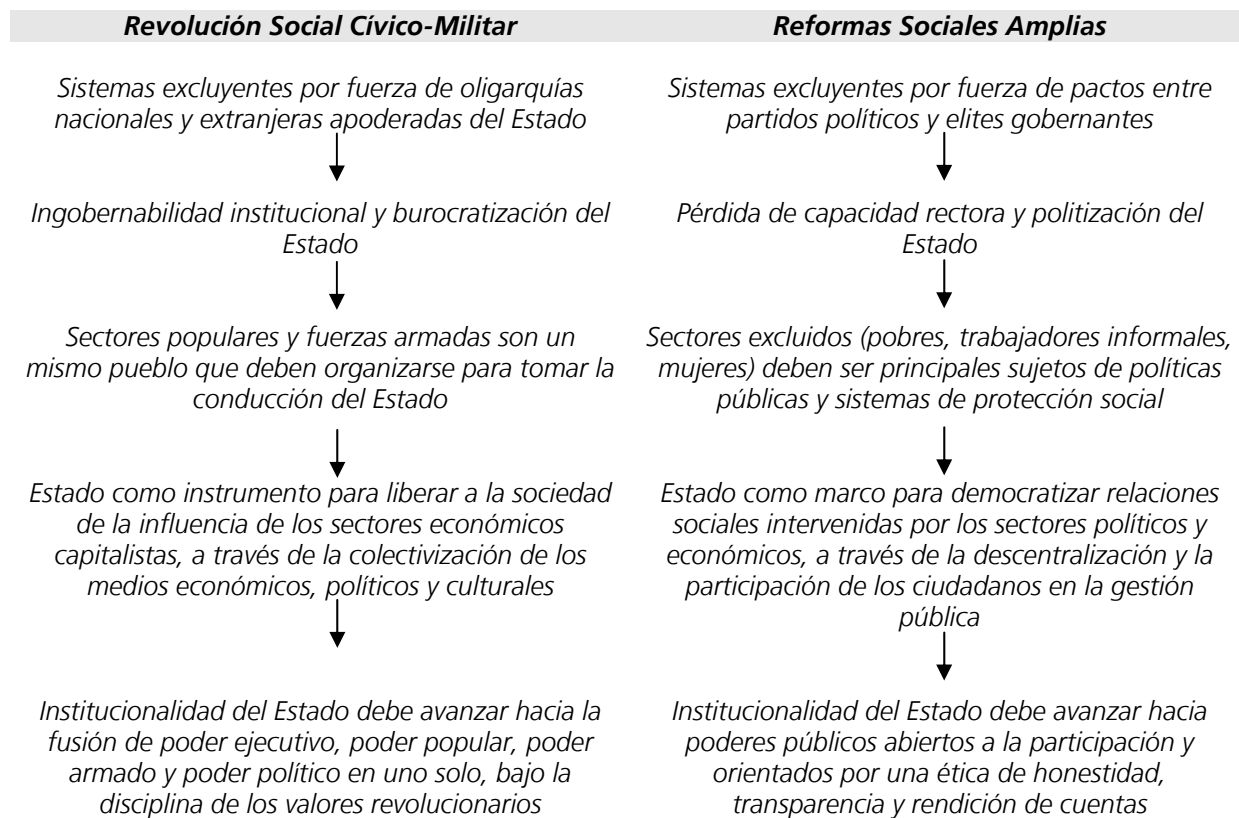 Revolución Social Cívico-Militar
Reformas Sociales Amplias
Sistemas excluyentes por fuerza de oligarquías
nacionales y extranjeras apoderadas del Estado
Sistemas excluyentes por fuerza de pactos entre
partidos políticos y elites gobernantes
Ingobernabilidad institucional y burocratización del
Estado
Pérdida de capacidad rectora y politización del
Estado
Sectores populares y fuerzas armadas son un
mismo pueblo que deben organizarse para tomar la
conducción del Estado
Sectores excluidos (pobres, trabajadores informales,
mujeres) deben ser principales sujetos de políticas
públicas y sistemas de protección social
Estado como instrumento para liberar a la sociedad
de la influencia de los sectores económicos
capitalistas, a través de la colectivización de los
medios económicos, políticos y culturales
Estado como marco para democratizar relaciones
sociales intervenidas por los sectores políticos y
económicos, a través de la descentralización y la
participación de los ciudadanos en la gestión
pública
Institucionalidad del Estado debe avanzar hacia la
fusión de poder ejecutivo, poder popular, poder
armado y poder político en uno solo, bajo la
disciplina de los valores revolucionarios
Institucionalidad del Estado debe avanzar hacia
poderes públicos abiertos a la participación y
orientados por una ética de honestidad,
transparencia y rendición de cuentas